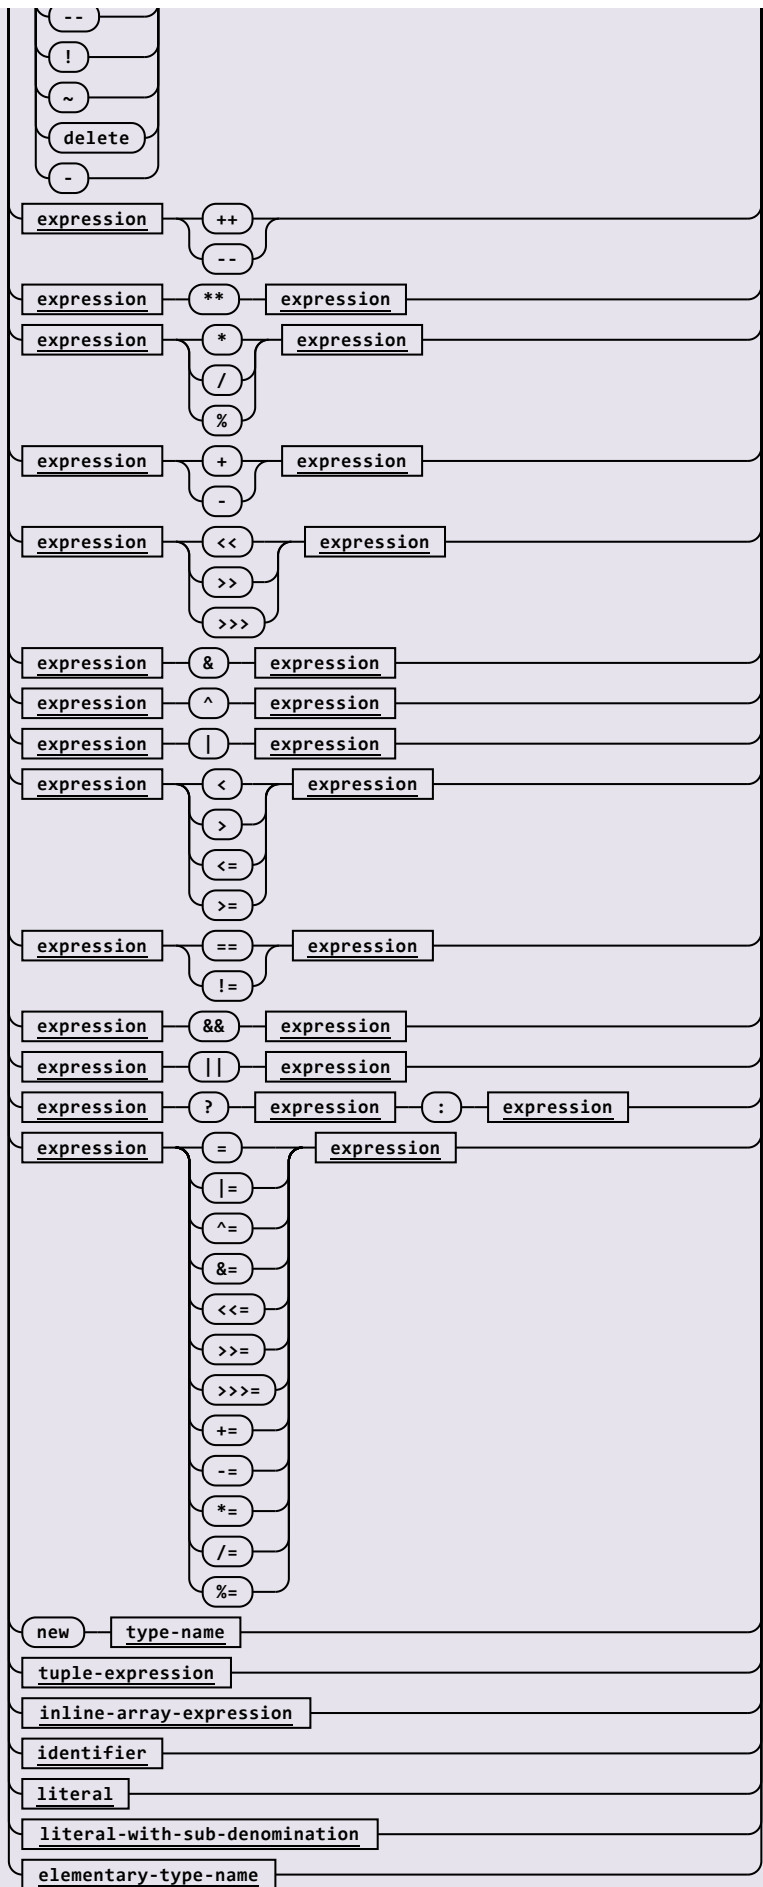 --
!
~
delete
-
expression ++
--
expression ** expression
expression * expression
/
%
expression + expression
-
expression << expression
>>
>>>
expression & expression
expression ^ expression
expression | expression
expression < expression
>
<=
>=
expression == expression
!=
expression && expression
expression || expression
expression ? expression : expression
expression = expression
|=
^=
&=
<<=
>>=
>>>=
+=
-=
*=
/=
%=
new type-name
tuple-expression
inline-array-expression
identifier
literal
literal-with-sub-denomination
elementary-type-name